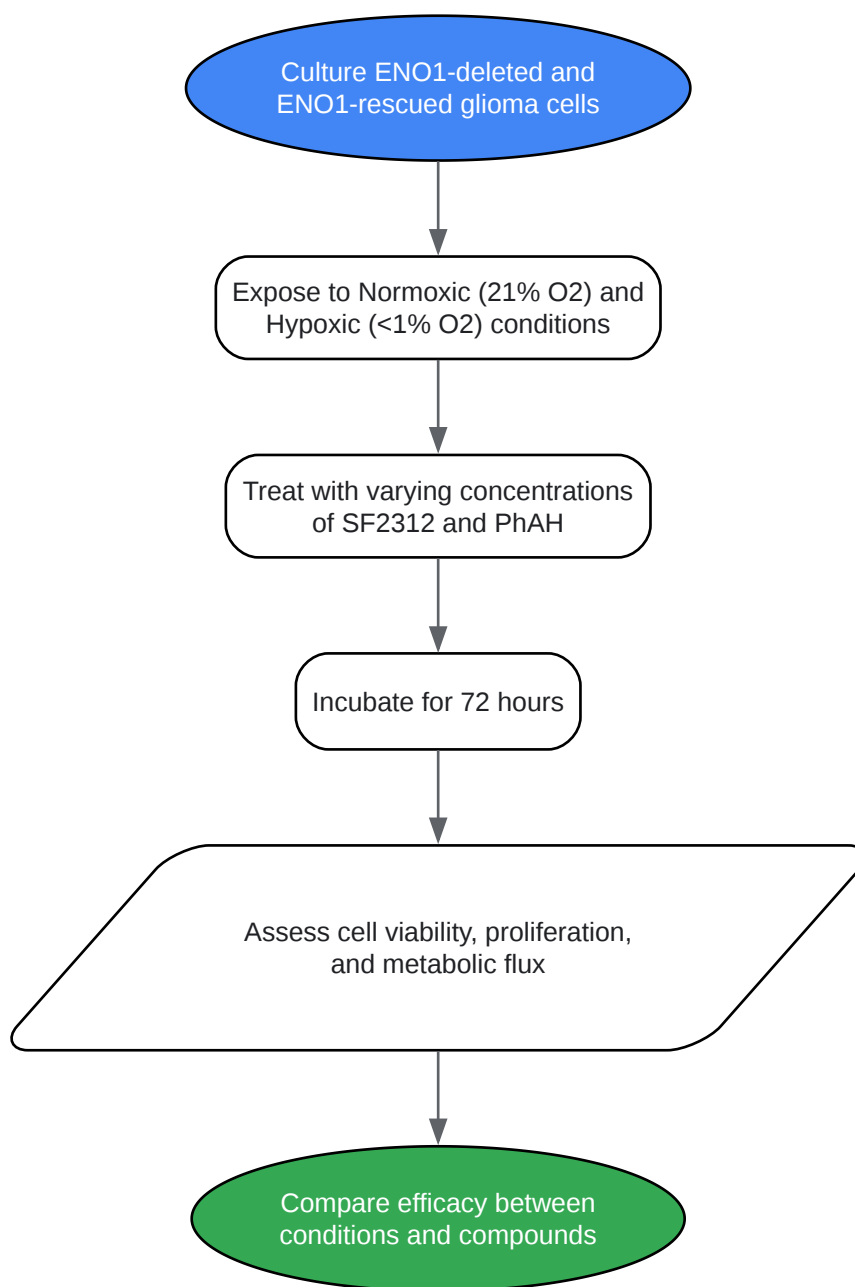 Culture ENO1-deleted and
ENO1-rescued glioma cells
Expose to Normoxic (21% O2) and
Hypoxic (<1% O2) conditions
Treat with varying concentrations
of SF2312 and PhAH
Incubate for 72 hours
Assess cell viability, proliferation,
and metabolic flux
Compare efficacy between
conditions and compounds